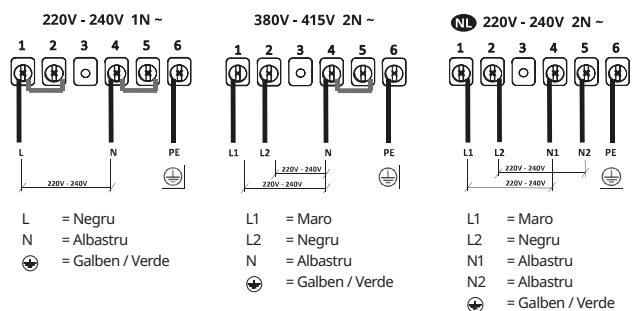 220V - 240V 1N ~
1 2 3 4 5 6
L N PE
220V - 240V
L = Negru
N = Albastru
= Galben / Verde
380V - 415V 2N ~
1 2 3 4 5 6
L1 L2 N PE
220V - 240V
220V - 240V
L1 = Maro
L2 = Negru
N = Albastru
= Galben / Verde
NL 220V - 240V 2N ~
1 2 3 4 5 6
L1 L2 N1 N2 PE
220V - 240V
220V - 240V
L1 = Maro
L2 = Negru
N1 = Albastru
N2 = Albastru
= Galben / Verde